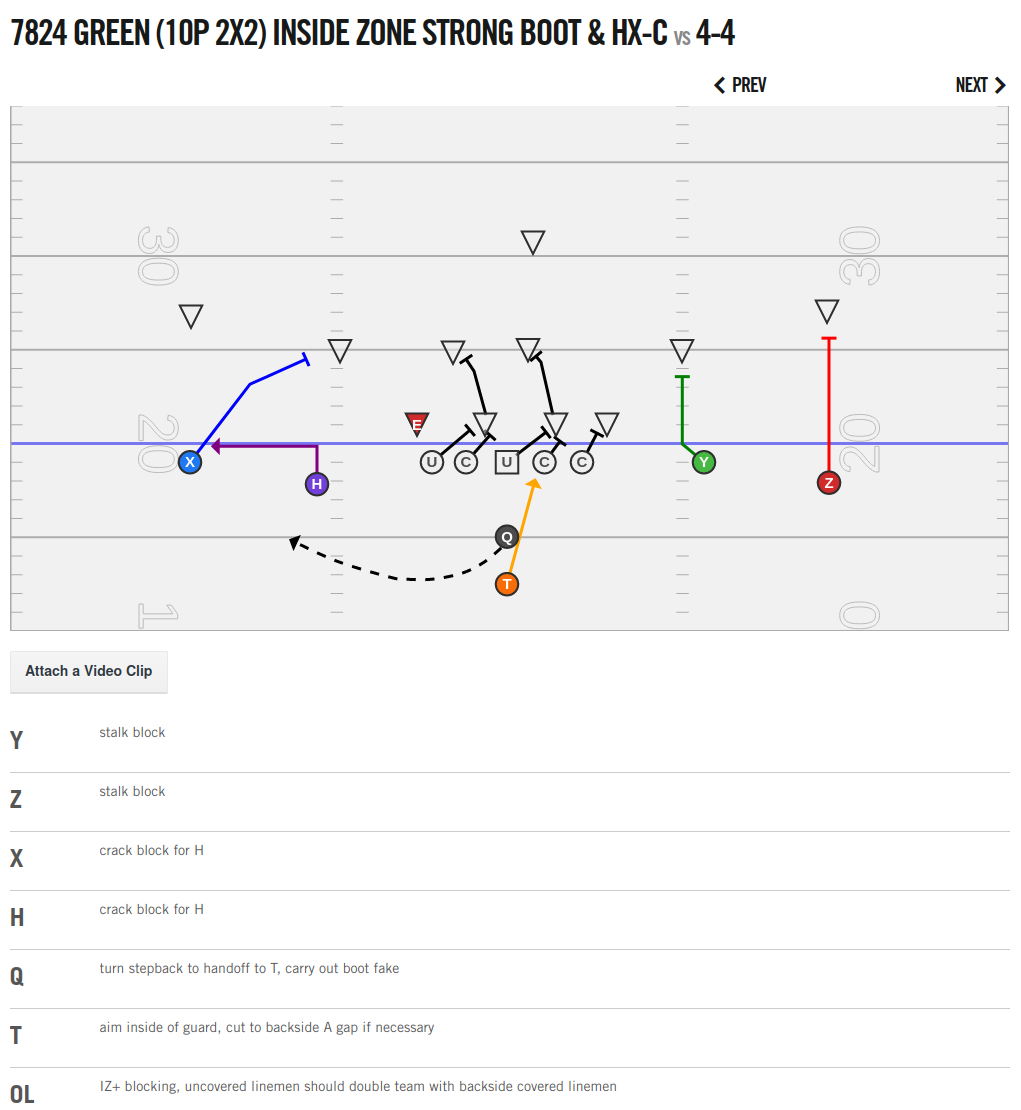 7824 GREEN (10P 2X2) INSIDE ZONE STRONG BOOT & HX-C vs 4-4
PREV NEXT
30 30
20 20
1 0
E
X H U C U C C Y Z
Q
T
Attach a Video Clip
Y stalk block
Z stalk block
X crack block for H
H crack block for H
Q turn stepback to handoff to T, carry out boot fake
T aim inside of guard, cut to backside A gap if necessary
OL IZ+ blocking, uncovered linemen should double team with backside covered linemen